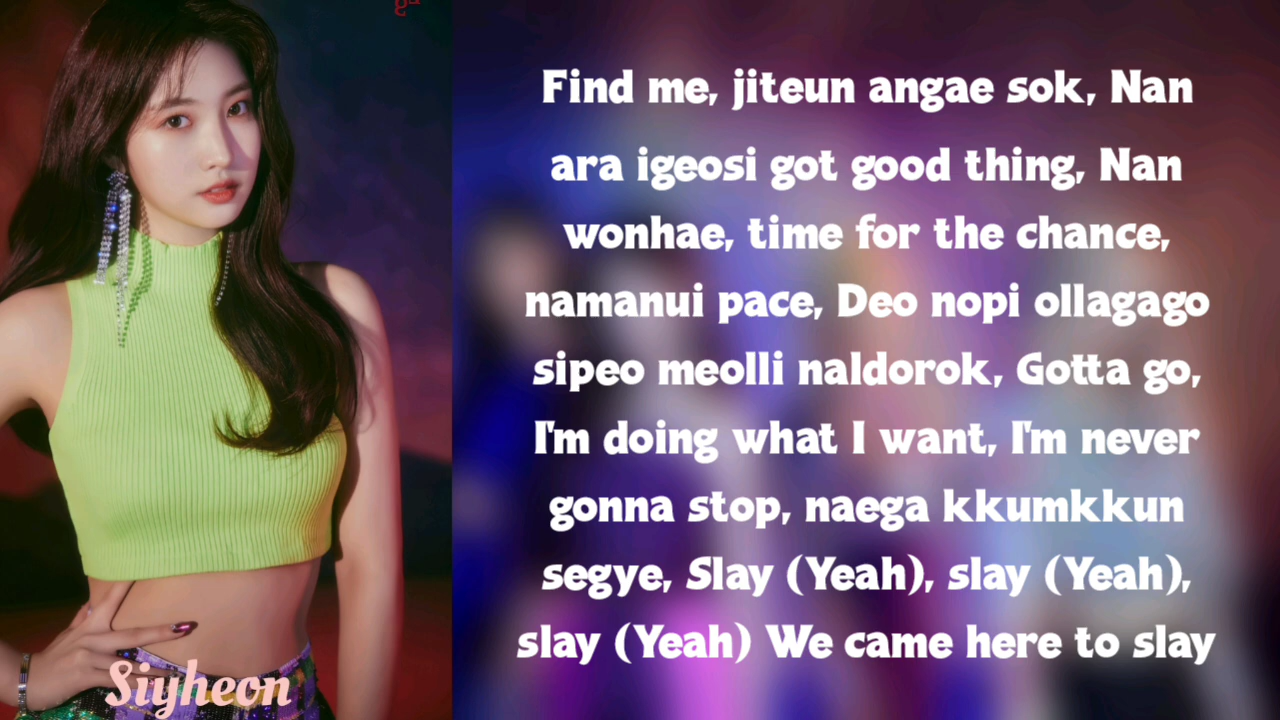 Find me, jiteun angae sok, Nan
ara igeosi got good thing, Nan
wonhae, time for the chance,
namanui pace, Deo nopi ollagago
sipeo meolli naldorok, Gotta go,
I'm doing what I want, I'm never
gonna stop, naega kkumkkun
segye, Slay (Yeah), slay (Yeah),
slay (Yeah) We came here to slay
Siyheon